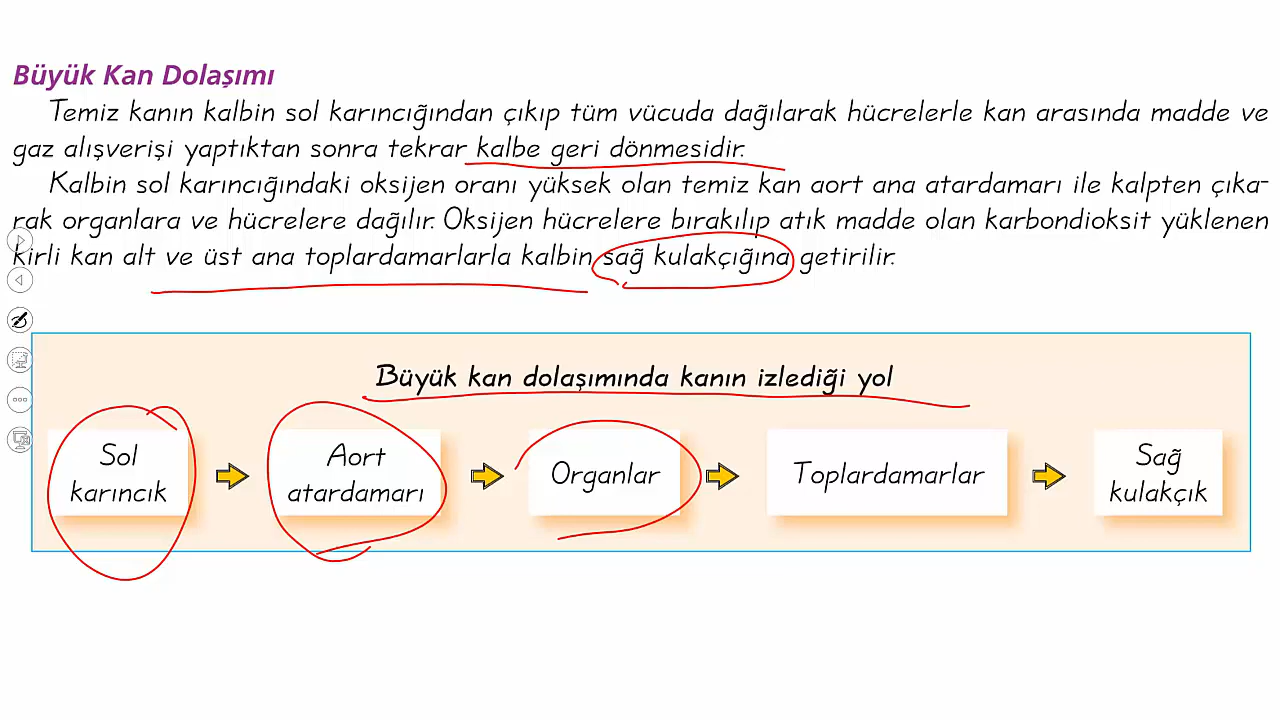 Büyük Kan Dolaşımı
Temiz kanın kalbin sol karıncığından çıkıp tüm vücuda dağılarak hücrelerle kan arasında madde ve
gaz alışverişi yaptıktan sonra tekrar kalbe geri dönmesidir.
Kalbin sol karıncığındaki oksijen oranı yüksek olan temiz kan aort ana atardamarı ile kalpten çıka-
rak organlara ve hücrelere dağılır. Oksijen hücrelere bırakılıp atık madde olan karbondioksit yüklenen
kirli kan alt ve üst ana toplardamarlarla kalbin sağ kulakçığına getirilir.
Büyük kan dolaşımında kanın izlediği yol
Sol
karıncık
Aort
atardamarı
Organlar
Toplardamarlar
Sağ
kulakçık